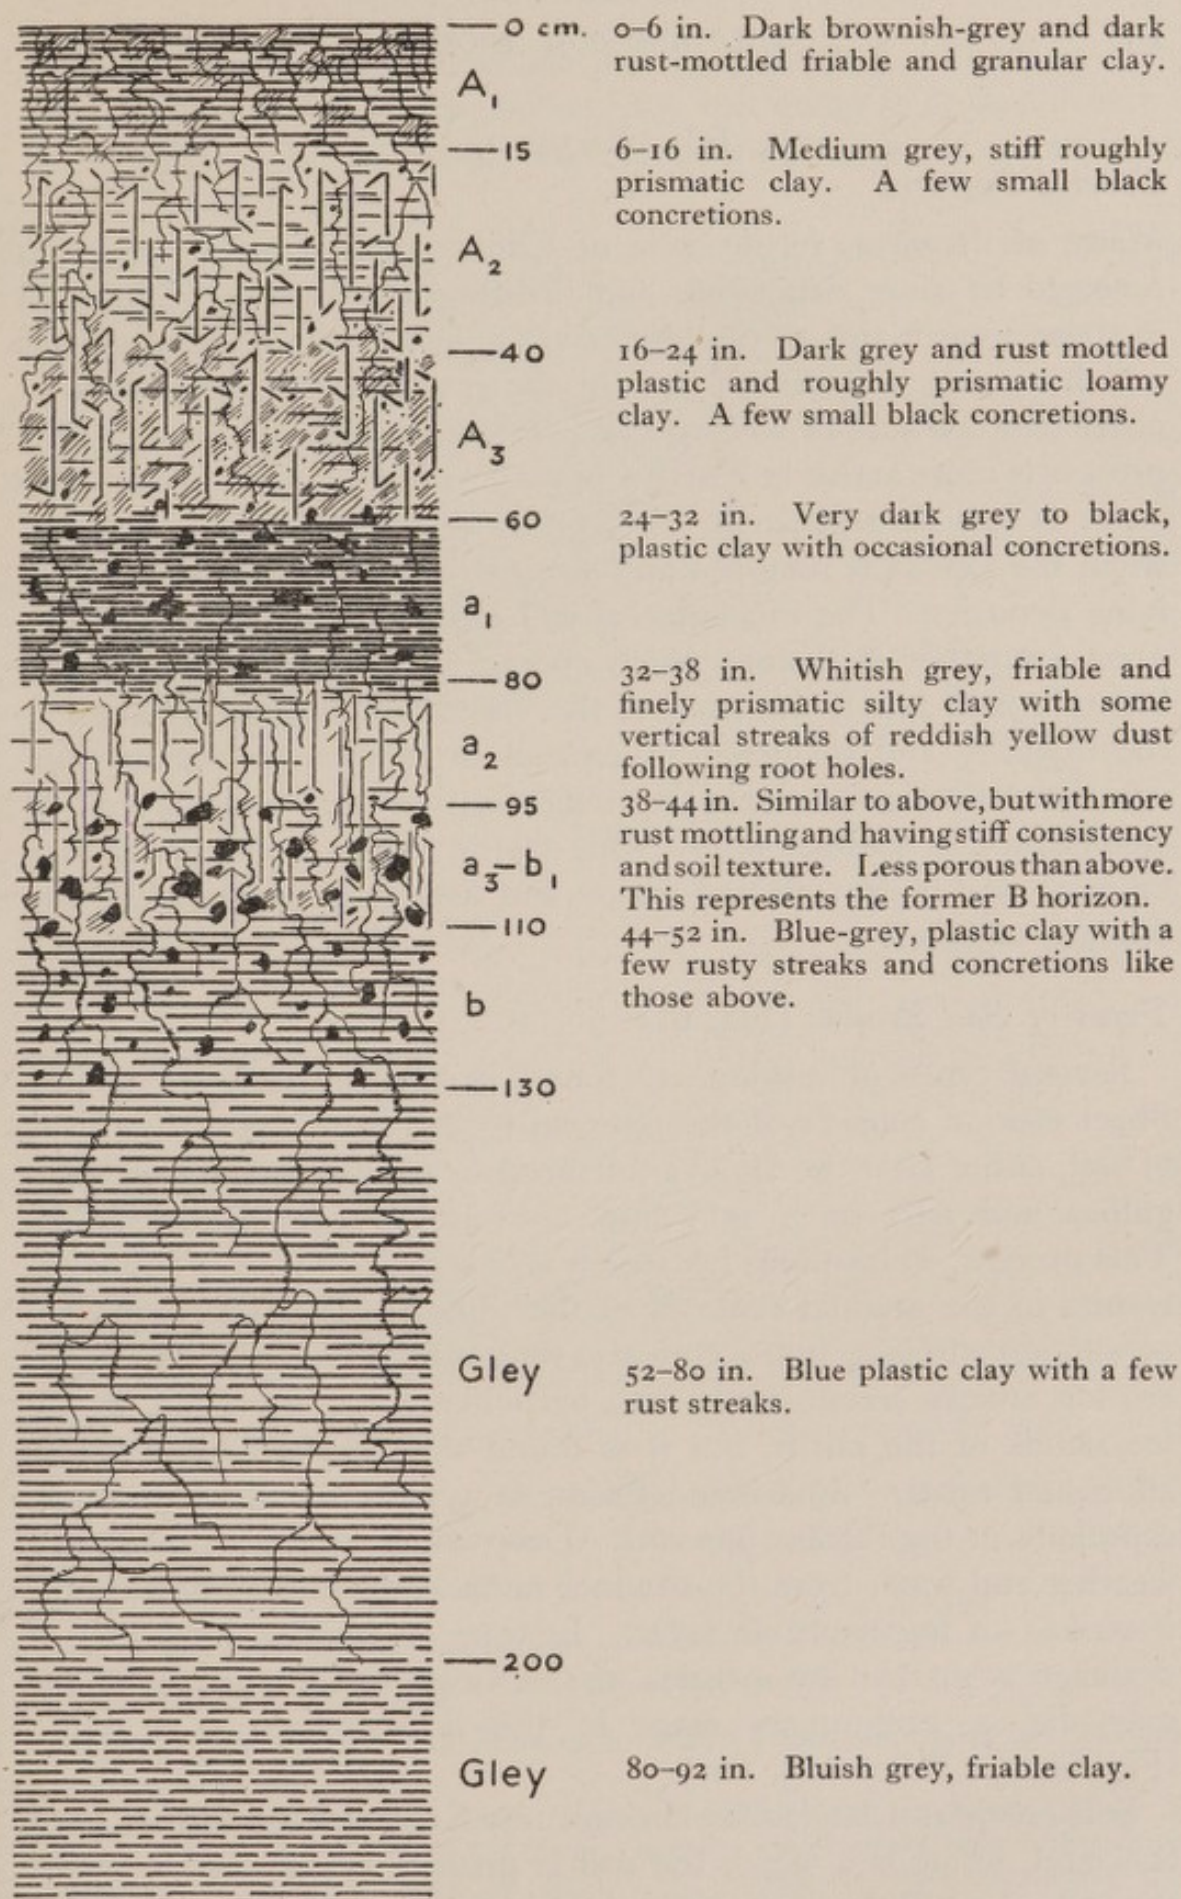 0 cm.
0–6 in. Dark brownish-grey and dark
rust-mottled friable and granular clay.
A₁
15
6–16 in. Medium grey, stiff roughly
prismatic clay. A few small black
concretions.
A₂
40
16–24 in. Dark grey and rust mottled
plastic and roughly prismatic loamy
clay. A few small black concretions.
A₃
60
24–32 in. Very dark grey to black,
plastic clay with occasional concretions.
a₁
80
32–38 in. Whitish grey, friable and
finely prismatic silty clay with some
vertical streaks of reddish yellow dust
following root holes.
a₂
95
38–44 in. Similar to above, but with more
rust mottling and having stiff consistency
and soil texture. Less porous than above.
This represents the former B horizon.
a₃–b₁
110
44–52 in. Blue-grey, plastic clay with a
few rusty streaks and concretions like
those above.
b
130
Gley
52–80 in. Blue plastic clay with a few
rust streaks.
200
Gley
80–92 in. Bluish grey, friable clay.